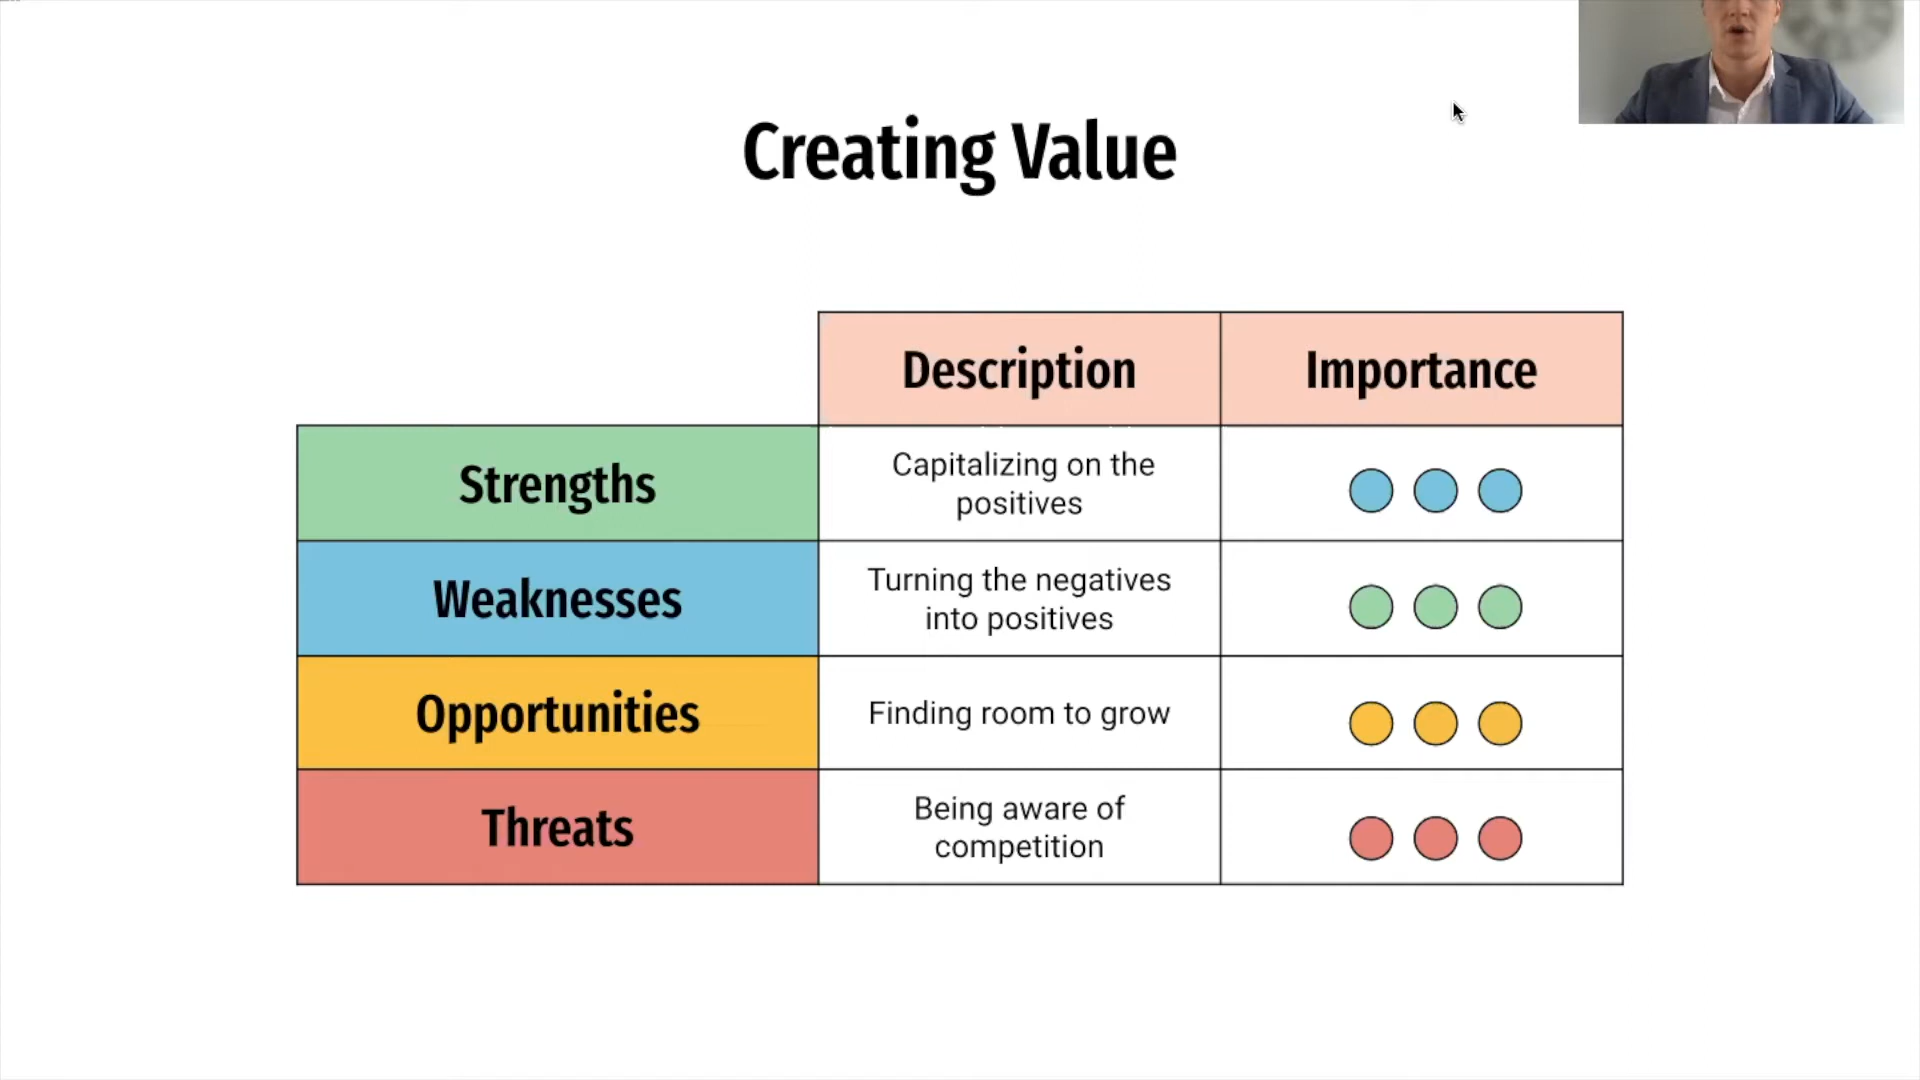 Creating Value
Description
Importance
Strengths
Capitalizing on the
positives
Weaknesses
Turning the negatives
into positives
Opportunities
Finding room to grow
Threats
Being aware of
competition